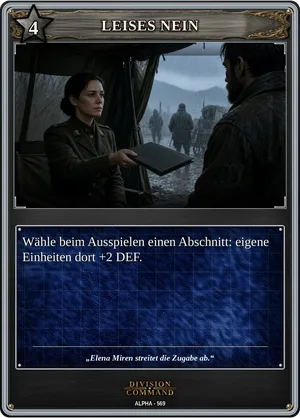 4
LEISES NEIN
Wähle beim Ausspielen einen Abschnitt: eigene
Einheiten dort +2 DEF.
„Elena Miren streitet die Zugabe ab.“
DIVISION
COMMAND
ALPHA - 569